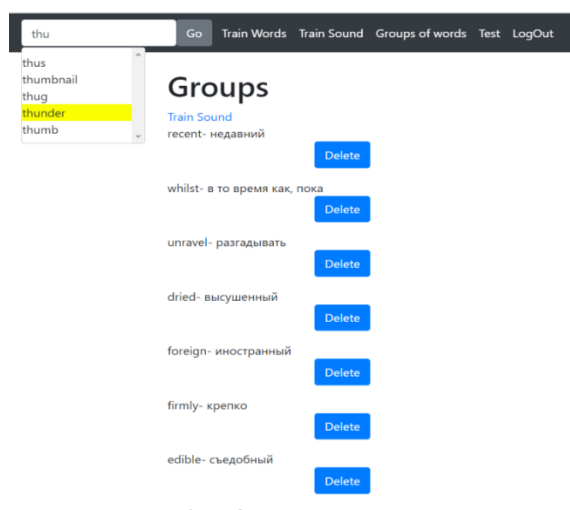 thu Go Train Words Train Sound Groups of words Test LogOut
thus
thumbnail
thug
thunder
thumb
Groups
Train Sound
recent- недавний
Delete
whilst- в то время как, пока
Delete
unravel- разгадывать
Delete
dried- высушенный
Delete
foreign- иностранный
Delete
firmly- крепко
Delete
edible- съедобный
Delete